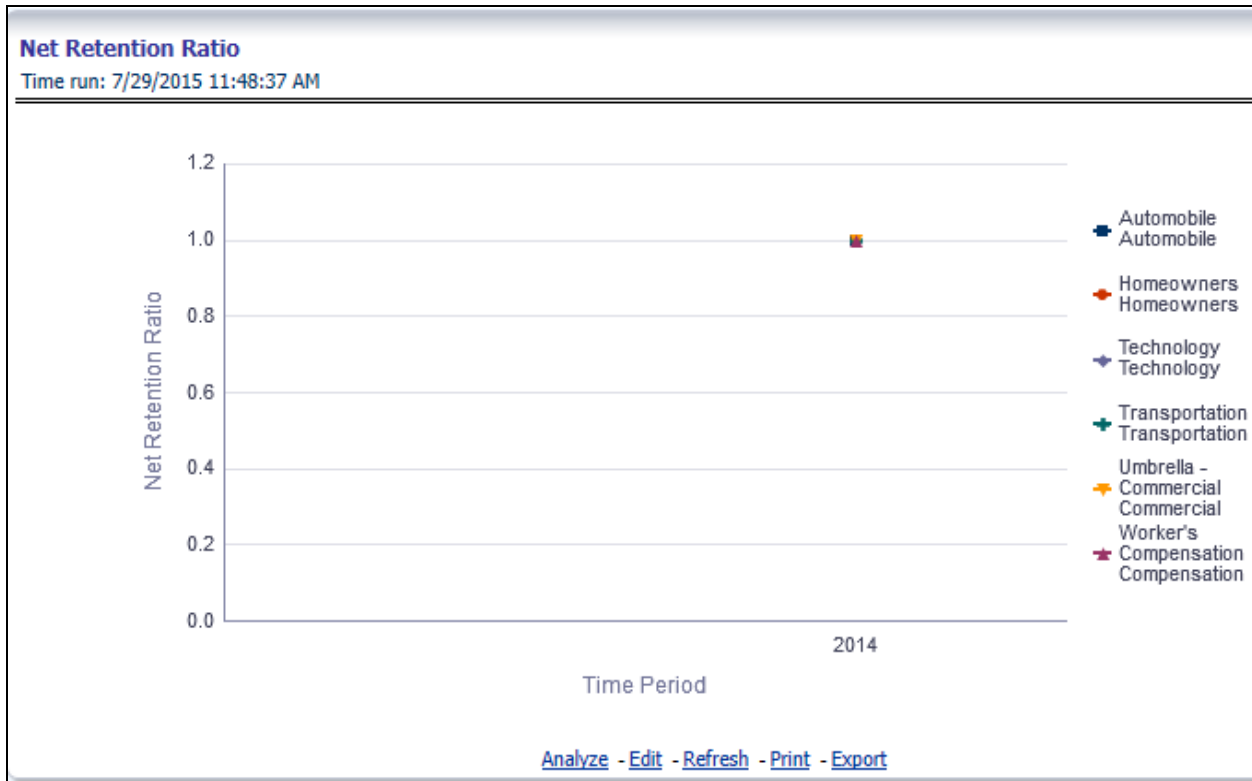 Net Retention Ratio
Time run: 7/29/2015 11:48:37 AM
1.2
1.0
0.8
0.6
0.4
0.2
0.0
Net Retention Ratio
2014
Time Period
Automobile
Automobile
Homeowners
Homeowners
Technology
Technology
Transportation
Transportation
Umbrella -
Commercial
Commercial
Worker's
Compensation
Compensation
Analyze - Edit - Refresh - Print - Export